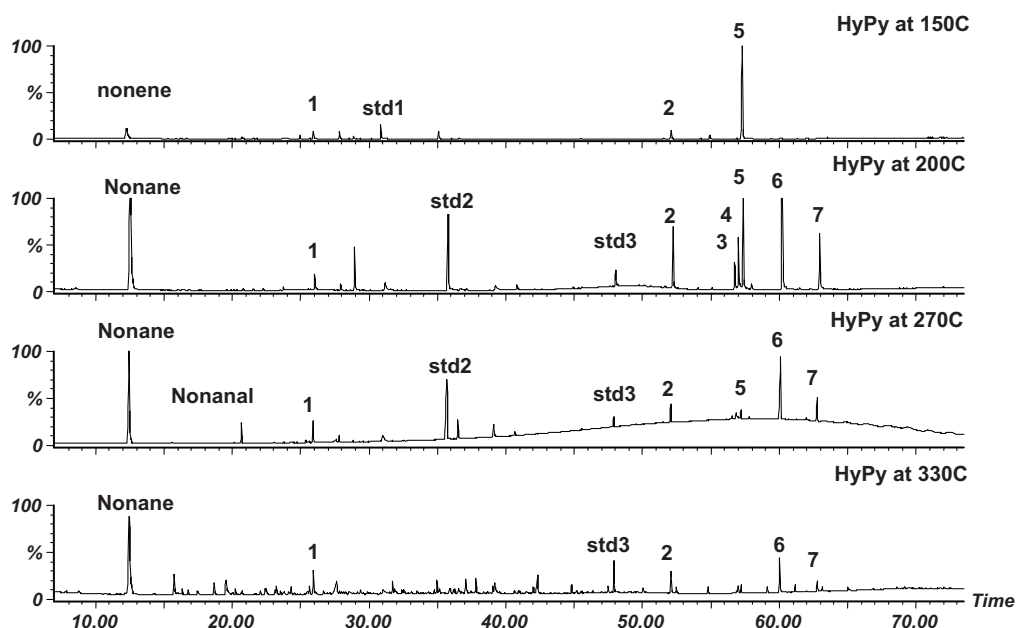 HyPy at 150C
5
100
nonene
%
1
std1
2
0
HyPy at 200C
Nonane
5
6
100
std2
2
4
7
%
3
std3
1
0
HyPy at 270C
Nonane
6
100
std2
Nonanal
7
%
std3
2
5
1
0
HyPy at 330C
Nonane
100
6
std3
%
1
2
7
0
10.00 20.00 30.00 40.00 50.00 60.00 70.00
Time